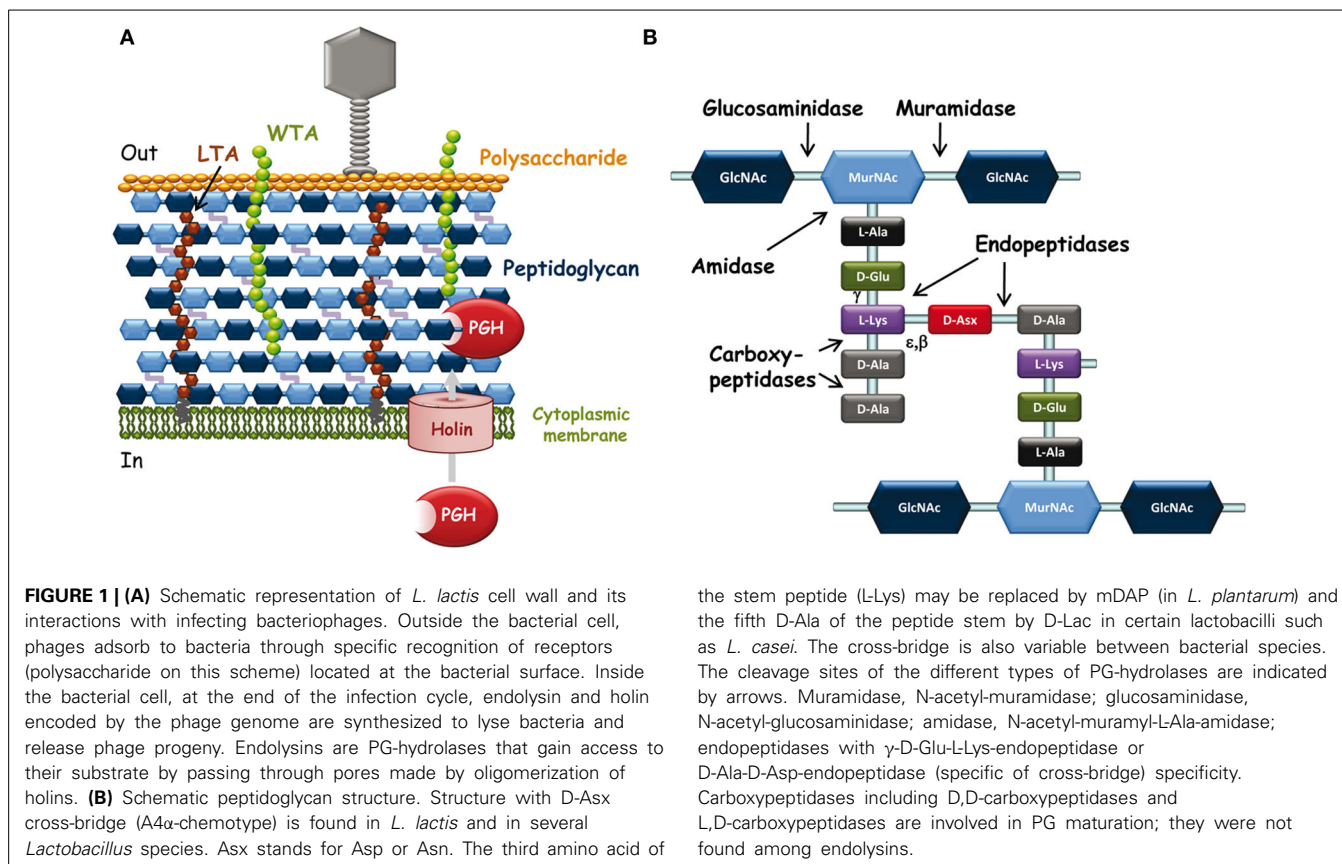 A
Out
LTA
WTA
Polysaccharide
Peptidoglycan
PGH
Cytoplasmic
membrane
Holin
In
PGH
B
Glucosaminidase
Muramidase
GlcNAc
MurNAc
GlcNAc
Amidase
L-Ala
Endopeptidases
D-Glu
γ
L-Lys
D-Asx
D-Ala
ε,β
Carboxy-
peptidases
D-Ala
L-Lys
D-Ala
D-Glu
L-Ala
GlcNAc
MurNAc
GlcNAc
FIGURE 1 | (A) Schematic representation of L. lactis cell wall and its
interactions with infecting bacteriophages. Outside the bacterial cell,
phages adsorb to bacteria through specific recognition of receptors
(polysaccharide on this scheme) located at the bacterial surface. Inside
the bacterial cell, at the end of the infection cycle, endolysin and holin
encoded by the phage genome are synthesized to lyse bacteria and
release phage progeny. Endolysins are PG-hydrolases that gain access to
their substrate by passing through pores made by oligomerization of
holins. (B) Schematic peptidoglycan structure. Structure with D-Asx
cross-bridge (A4α-chemotype) is found in L. lactis and in several
Lactobacillus species. Asx stands for Asp or Asn. The third amino acid of
the stem peptide (L-Lys) may be replaced by mDAP (in L. plantarum) and
the fifth D-Ala of the peptide stem by D-Lac in certain lactobacilli such
as L. casei. The cross-bridge is also variable between bacterial species.
The cleavage sites of the different types of PG-hydrolases are indicated
by arrows. Muramidase, N-acetyl-muramidase; glucosaminidase,
N-acetyl-glucosaminidase; amidase, N-acetyl-muramyl-L-Ala-amidase;
endopeptidases with γ-D-Glu-L-Lys-endopeptidase or
D-Ala-D-Asp-endopeptidase (specific of cross-bridge) specificity.
Carboxypeptidases including D,D-carboxypeptidases and
L,D-carboxypeptidases are involved in PG maturation; they were not
found among endolysins.